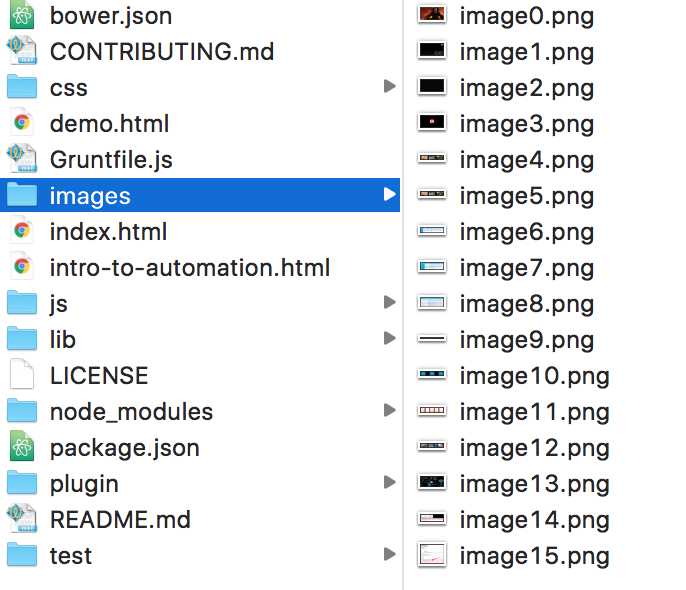 bower.json
CONTRIBUTING.md
css
demo.html
Gruntfile.js
images
index.html
intro-to-automation.html
js
lib
LICENSE
node_modules
package.json
plugin
README.md
test
image0.png
image1.png
image2.png
image3.png
image4.png
image5.png
image6.png
image7.png
image8.png
image9.png
image10.png
image11.png
image12.png
image13.png
image14.png
image15.png